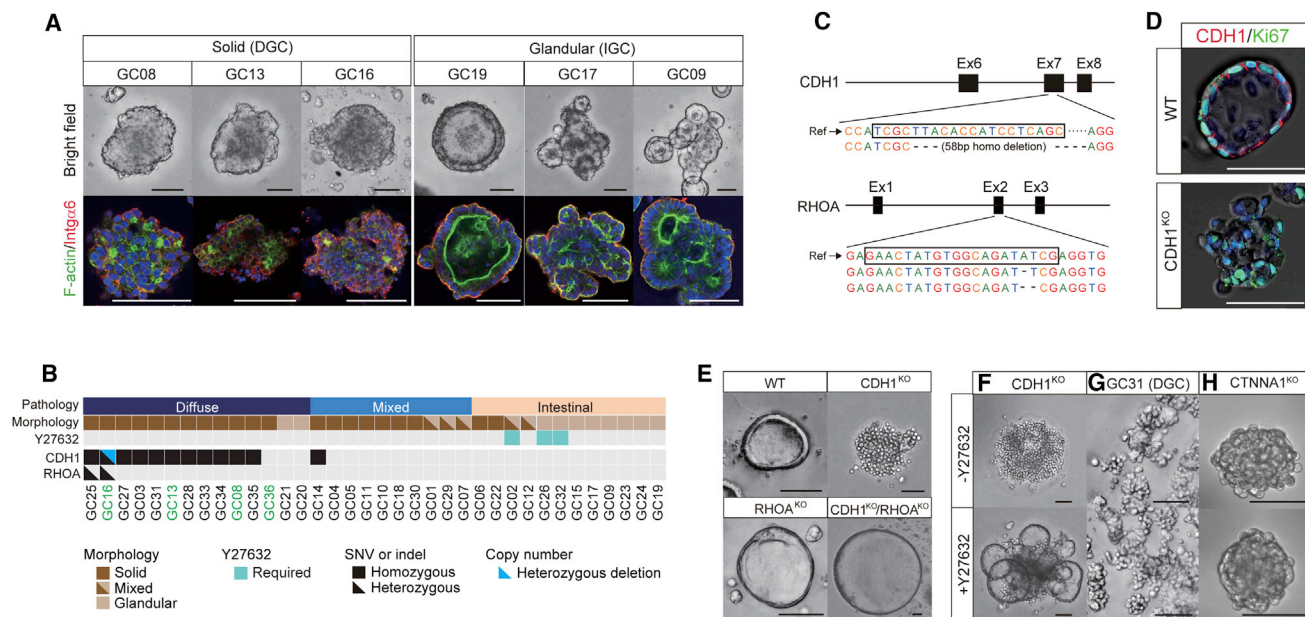 A
Solid (DGC)
Glandular (IGC)
GC08
GC13
GC16
GC19
GC17
GC09
Bright field
F-actin/Intgα6
B
Pathology
Diffuse
Mixed
Intestinal
Morphology
Y27632
CDH1
RHOA
GC25
GC16
GC27
GC03
GC31
GC13
GC28
GC33
GC34
GC08
GC35
GC36
GC21
GC20
GC14
GC04
GC05
GC11
GC10
GC18
GC30
GC01
GC29
GC07
GC06
GC22
GC02
GC12
GC26
GC32
GC15
GC17
GC09
GC23
GC24
GC19
Morphology
Solid
Mixed
Glandular
Y27632
Required
SNV or indel
Homozygous
Heterozygous
Copy number
Heterozygous deletion
C
Ex6
Ex7
Ex8
CDH1
Ref
CCATCGCTTACACCATCCTCAGC·····AGG
CCATCGC---- (58bp homo deletion) ----AGG
Ex1
Ex2
Ex3
RHOA
Ref
GAGAACTATGTGGCAGATATCGAGGTG
GAGAACTATGTGGCAGAT-TCGAGGTG
GAGAACTATGTGGCAGAT--CGAGGTG
D
CDH1/Ki67
WT
CDH1KO
E
WT
CDH1KO
RHOAKO
CDH1KO/RHOAKO
F
CDH1KO
G
GC31 (DGC)
H
CTNNA1KO
-Y27632
+Y27632